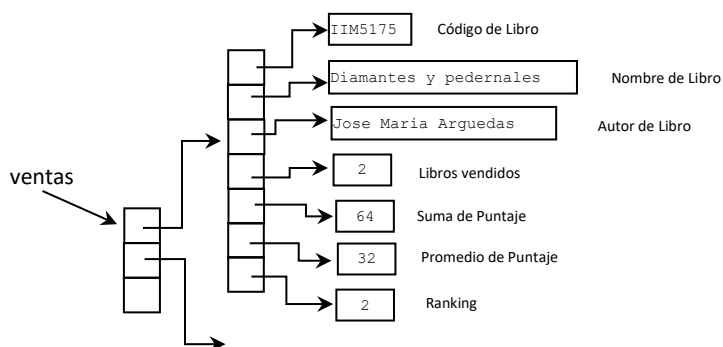 IIM5175 Código de Libro
Diamantes y pedernales Nombre de Libro
Jose Maria Arguedas Autor de Libro
2 Libros vendidos
ventas
64 Suma de Puntaje
32 Promedio de Puntaje
2 Ranking